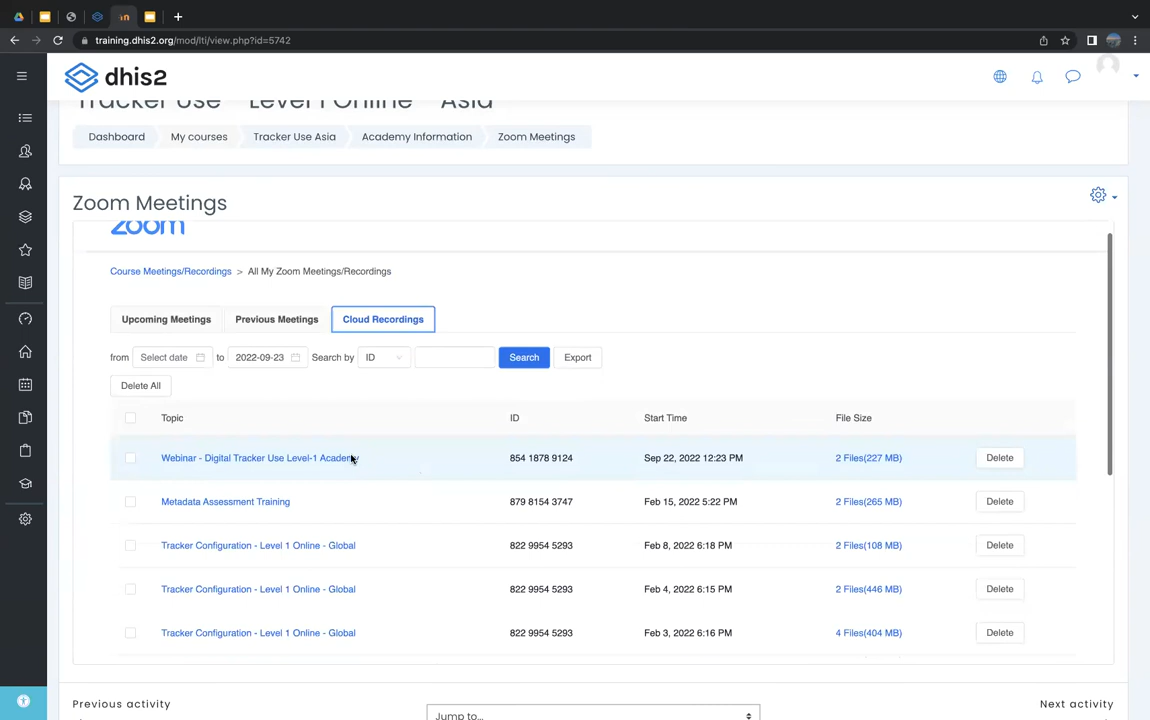 training.dhis2.org/mod/lti/view.php?id=5742
dhis2
Tracker Use - Level 1 Online - Asia
Dashboard My courses Tracker Use Asia Academy Information Zoom Meetings
Zoom Meetings
zoom
Course Meetings/Recordings > All My Zoom Meetings/Recordings
Upcoming Meetings Previous Meetings Cloud Recordings
from Select date to 2022-09-23 Search by ID Search Export
Delete All
Topic ID Start Time File Size
Webinar - Digital Tracker Use Level-1 Academy 854 1878 9124 Sep 22, 2022 12:23 PM 2 Files(227 MB) Delete
Metadata Assessment Training 879 8154 3747 Feb 15, 2022 5:22 PM 2 Files(265 MB) Delete
Tracker Configuration - Level 1 Online - Global 822 9954 5293 Feb 8, 2022 6:18 PM 2 Files(108 MB) Delete
Tracker Configuration - Level 1 Online - Global 822 9954 5293 Feb 4, 2022 6:15 PM 2 Files(446 MB) Delete
Tracker Configuration - Level 1 Online - Global 822 9954 5293 Feb 3, 2022 6:16 PM 4 Files(404 MB) Delete
Previous activity Next activity
Jump to...